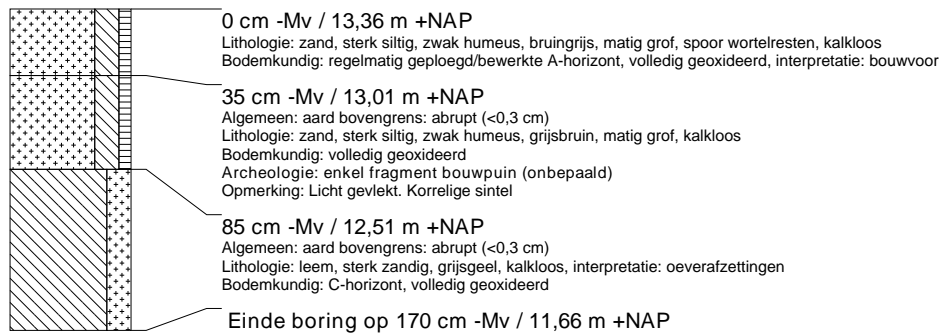 0 cm -Mv / 13,36 m +NAP
Lithologie: zand, sterk siltig, zwak humeus, bruingrijs, matig grof, spoor wortelresten, kalkloos
Bodemkundig: regelmatig geploegd/bewerkte A-horizont, volledig geoxideerd, interpretatie: bouwvoor
35 cm -Mv / 13,01 m +NAP
Algemeen: aard bovengrens: abrupt (<0,3 cm)
Lithologie: zand, sterk siltig, zwak humeus, grijsbruin, matig grof, kalkloos
Bodemkundig: volledig geoxideerd
Archeologie: enkel fragment bouwpuin (onbepaald)
Opmerking: Licht gevlekt. Korrelige sintel
85 cm -Mv / 12,51 m +NAP
Algemeen: aard bovengrens: abrupt (<0,3 cm)
Lithologie: leem, sterk zandig, grijsgeel, kalkloos, interpretatie: oeverafzettingen
Bodemkundig: C-horizont, volledig geoxideerd
Einde boring op 170 cm -Mv / 11,66 m +NAP